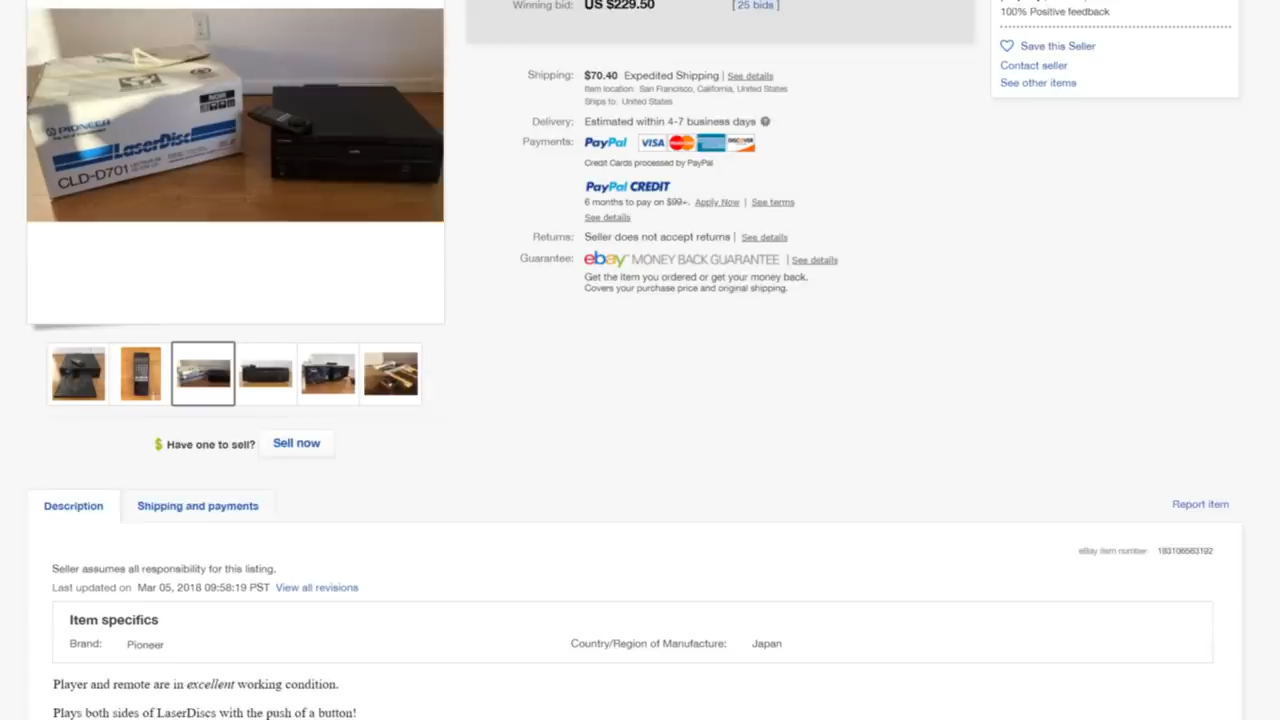 Winning bid: US $229.50 [ 25 bids ]
100% Positive feedback
Save this Seller
Contact seller
See other items
Shipping: $70.40 Expedited Shipping | See details
Item location: San Francisco, California, United States
Ships to: United States
Delivery: Estimated within 4-7 business days
Payments: PayPal VISA DISCOVER
Credit Cards processed by PayPal
PayPal CREDIT
6 months to pay on $99+. Apply Now | See terms
See details
Returns: Seller does not accept returns | See details
Guarantee: ebay MONEY BACK GUARANTEE | See details
Get the item you ordered or get your money back.
Covers your purchase price and original shipping.
PIONEER
LaserDisc
CLD-D701
$ Have one to sell? Sell now
Description Shipping and payments Report item
eBay item number: 183106583192
Seller assumes all responsibility for this listing.
Last updated on Mar 05, 2018 09:58:19 PST View all revisions
Item specifics
Brand: Pioneer Country/Region of Manufacture: Japan
Player and remote are in excellent working condition.
Plays both sides of LaserDiscs with the push of a button!